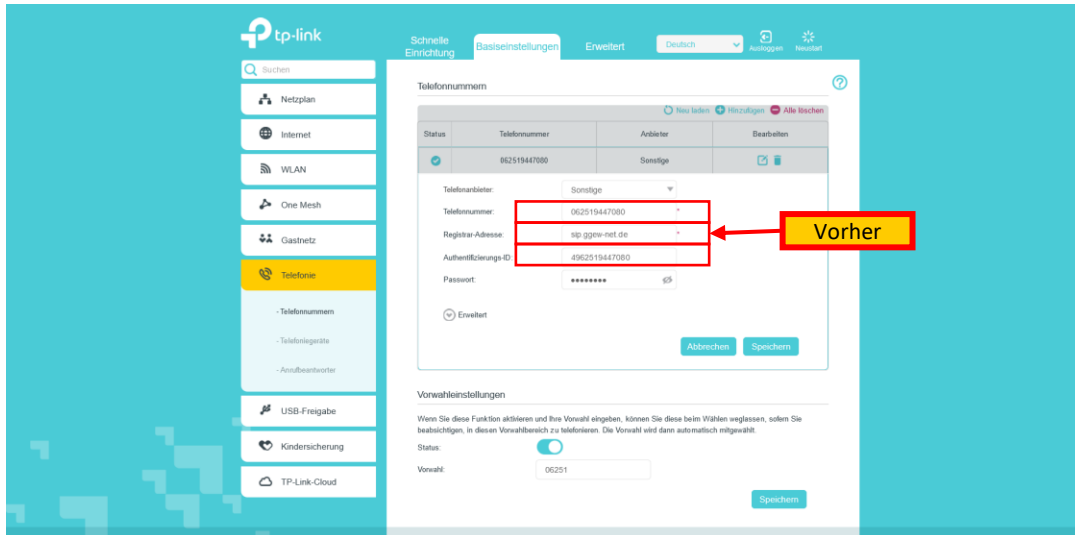 tp-link
Schnelle Einrichtung
Basiseinstellungen
Erweitert
Deutsch
Ausloggen
Neustart
Suchen
Netzplan
Internet
WLAN
One Mesh
Gastnetz
Telefonie
- Telefonnummern
- Telefoniegeräte
- Anrufbeantworter
USB-Freigabe
Kindersicherung
TP-Link-Cloud
Telefonnummern
Neu laden Hinzufügen Alle löschen
Status Telefonnummer Anbieter Bearbeiten
062519447080 Sonstige
Telefonanbieter: Sonstige
Telefonnummer: 062519447080 *
Registrar-Adresse: sip.ggew-net.de *
Authentifizierungs-ID: 4962519447080
Passwort: ••••••••
Erweitert
Abbrechen Speichern
Vorher
Vorwahleinstellungen
Wenn Sie diese Funktion aktivieren und Ihre Vorwahl eingeben, können Sie diese beim Wählen weglassen, sofern Sie
beabsichtigen, in diesen Vorwahlbereich zu telefonieren. Die Vorwahl wird dann automatisch mitgewählt.
Status:
Vorwahl: 06251
Speichern